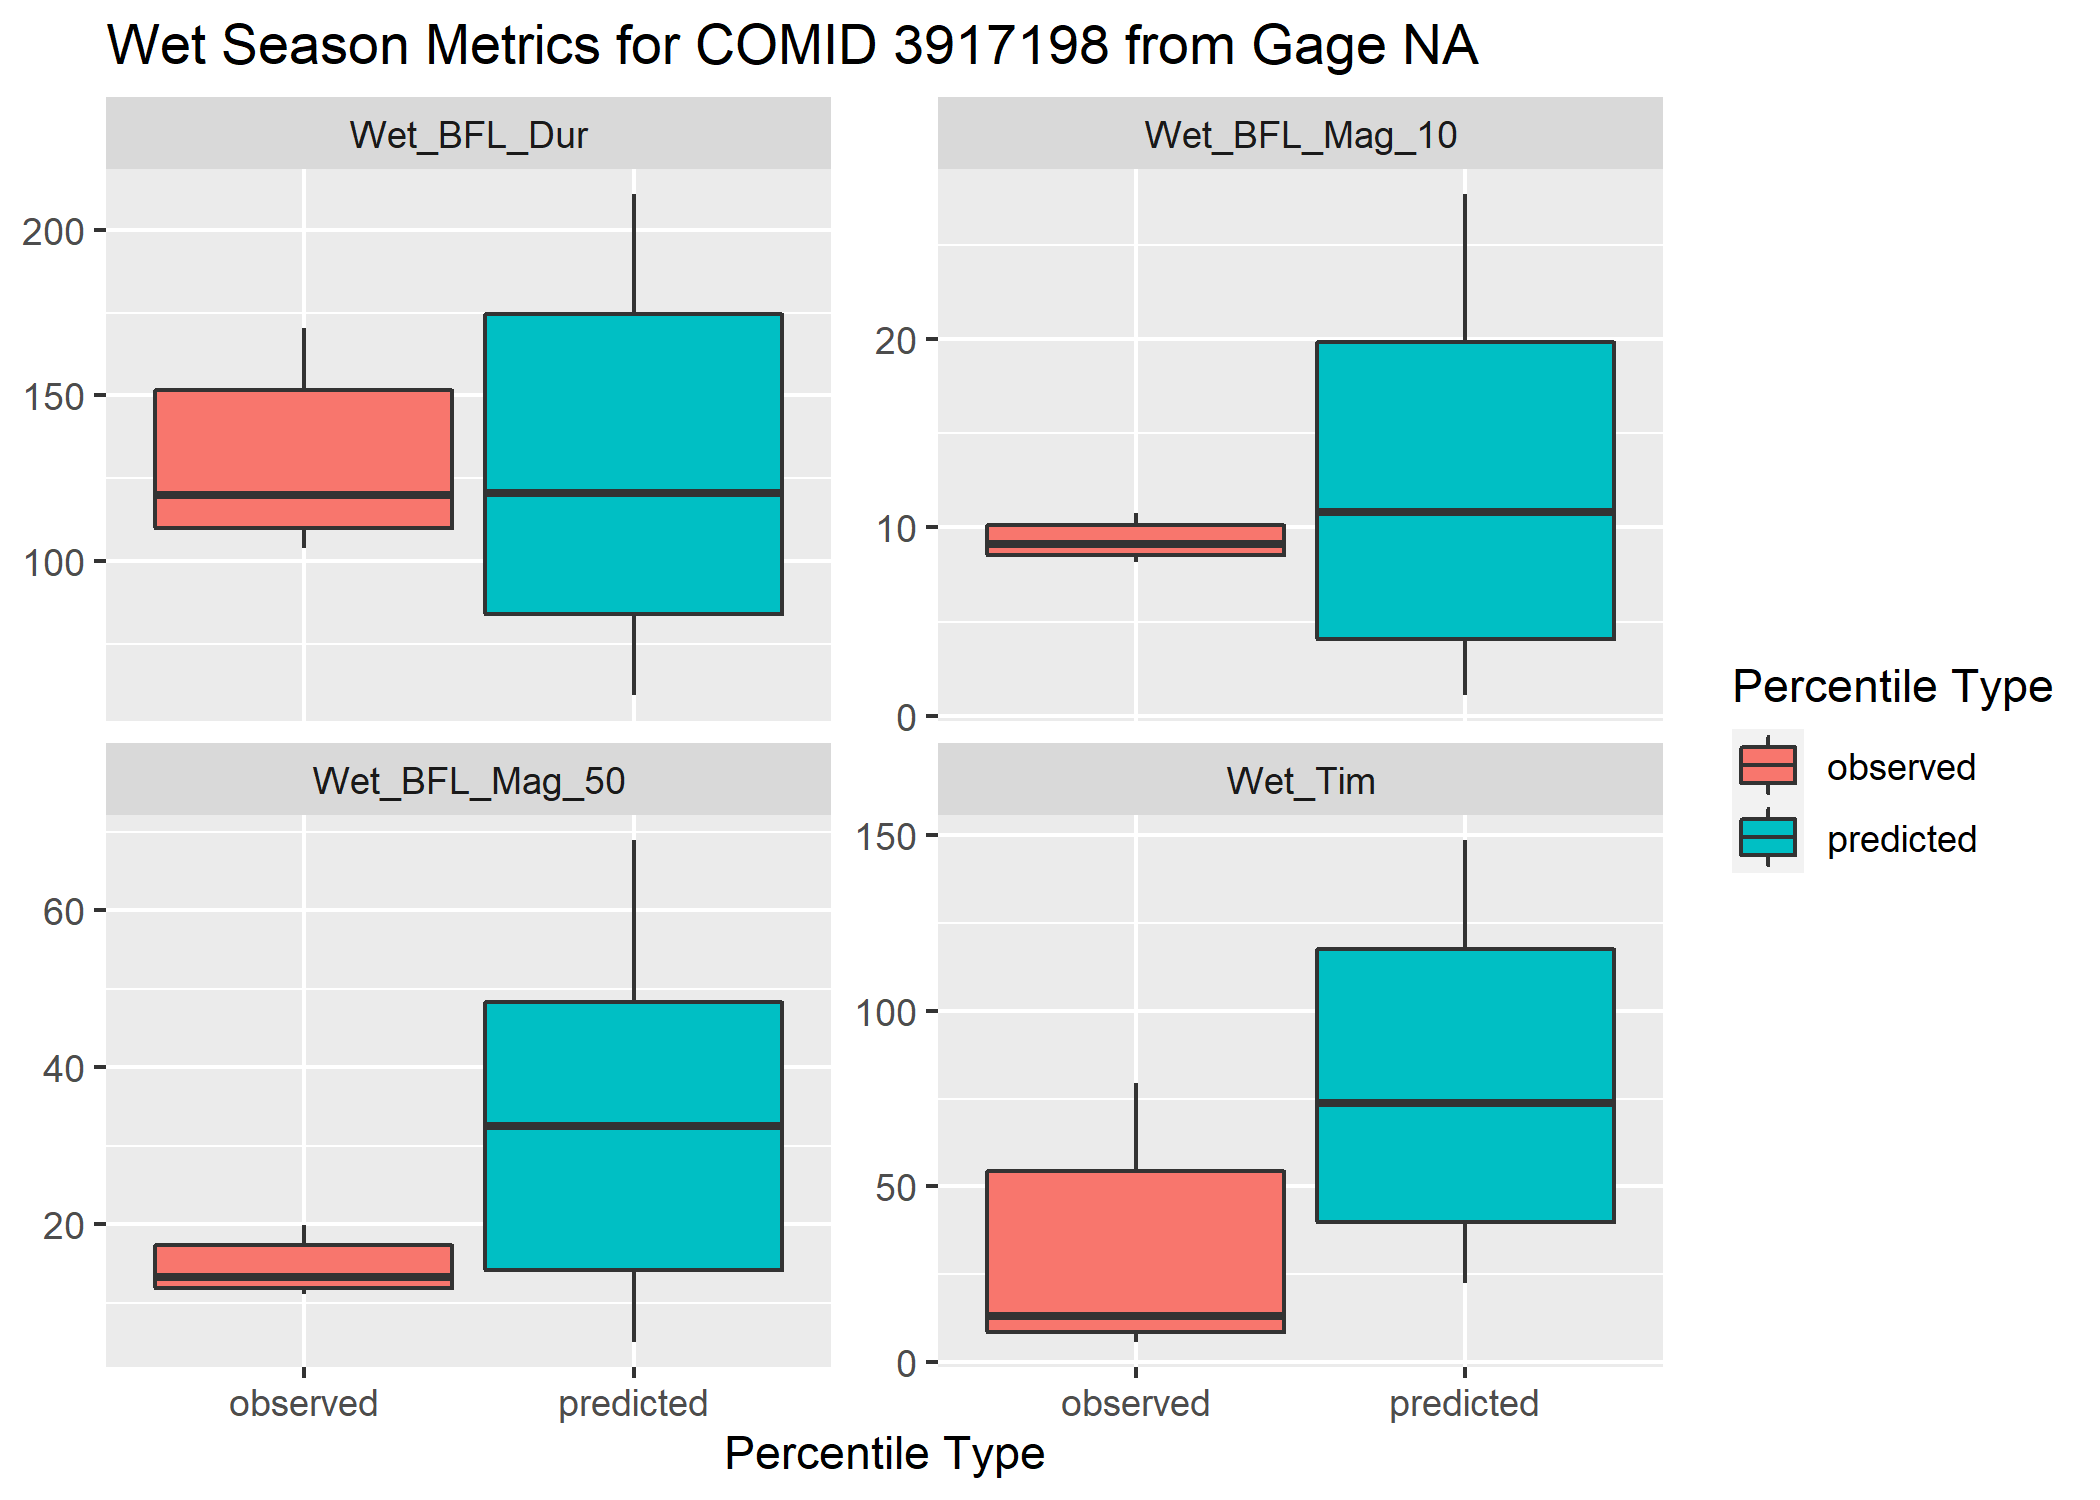 Wet Season Metrics for COMID 3917198 from Gage NA
Wet_BFL_Dur
Wet_BFL_Mag_10
200
150
100
20
10
0
Wet_BFL_Mag_50
Wet_Tim
60
40
20
150
100
50
0
observed
predicted
observed
predicted
Percentile Type
Percentile Type
observed
predicted